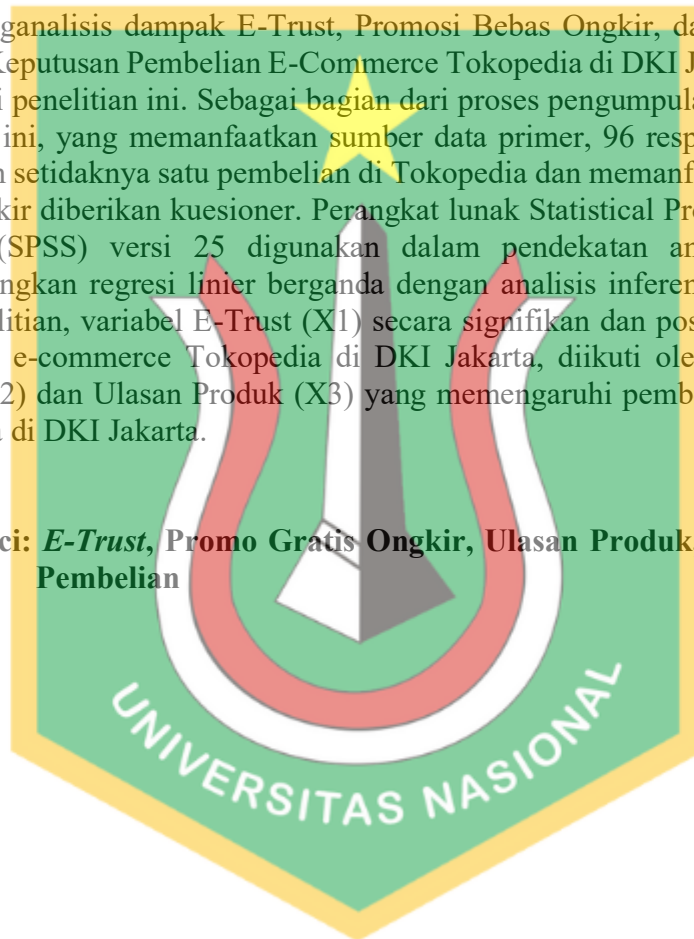 ganalisis dampak E-Trust, Promosi Bebas Ongkir, da
Keputusan Pembelian E-Commerce Tokopedia di DKI J
i penelitian ini. Sebagai bagian dari proses pengumpula
ini, yang memanfaatkan sumber data primer, 96 resp
n setidaknya satu pembelian di Tokopedia dan memanf
kir diberikan kuesioner. Perangkat lunak Statistical Pro
(SPSS) versi 25 digunakan dalam pendekatan an
ngkan regresi linier berganda dengan analisis inferen
litian, variabel E-Trust (X1) secara signifikan dan pos
e-commerce Tokopedia di DKI Jakarta, diikuti ole
2) dan Ulasan Produk (X3) yang memengaruhi pemb
a di DKI Jakarta.
ci: E-Trust, Promo Gratis Ongkir, Ulasan Produk
Pembelian
UNIVERSITAS NASIONAL